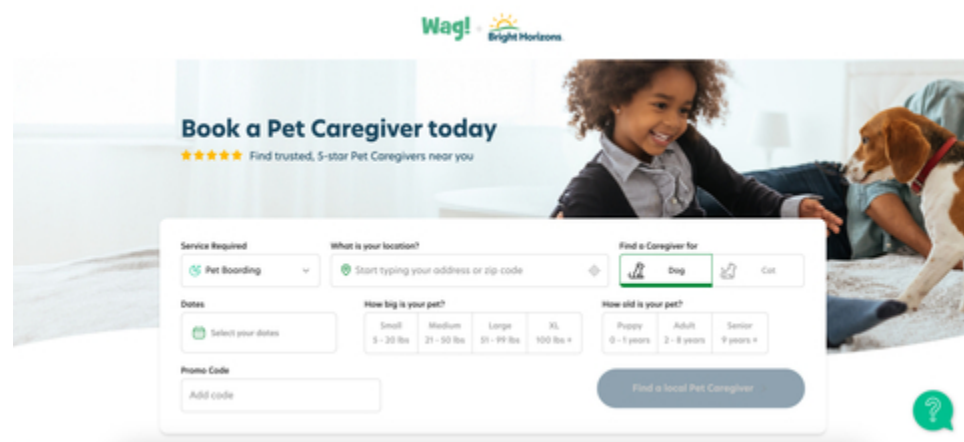 Wag! + Bright Horizons.
Book a Pet Caregiver today
Find trusted, 5-star Pet Caregivers near you
Service Required
Pet Boarding
What is your location?
Start typing your address or zip code
Find a Caregiver for
Dog
Cat
Dates
Select your dates
How big is your pet?
Small Medium Large XL
5 - 20 lbs 21 - 50 lbs 51 - 99 lbs 100 lbs +
How old is your pet?
Puppy Adult Senior
0 - 1 years 2 - 8 years 9 years +
Promo Code
Add code
Find a local Pet Caregiver
?